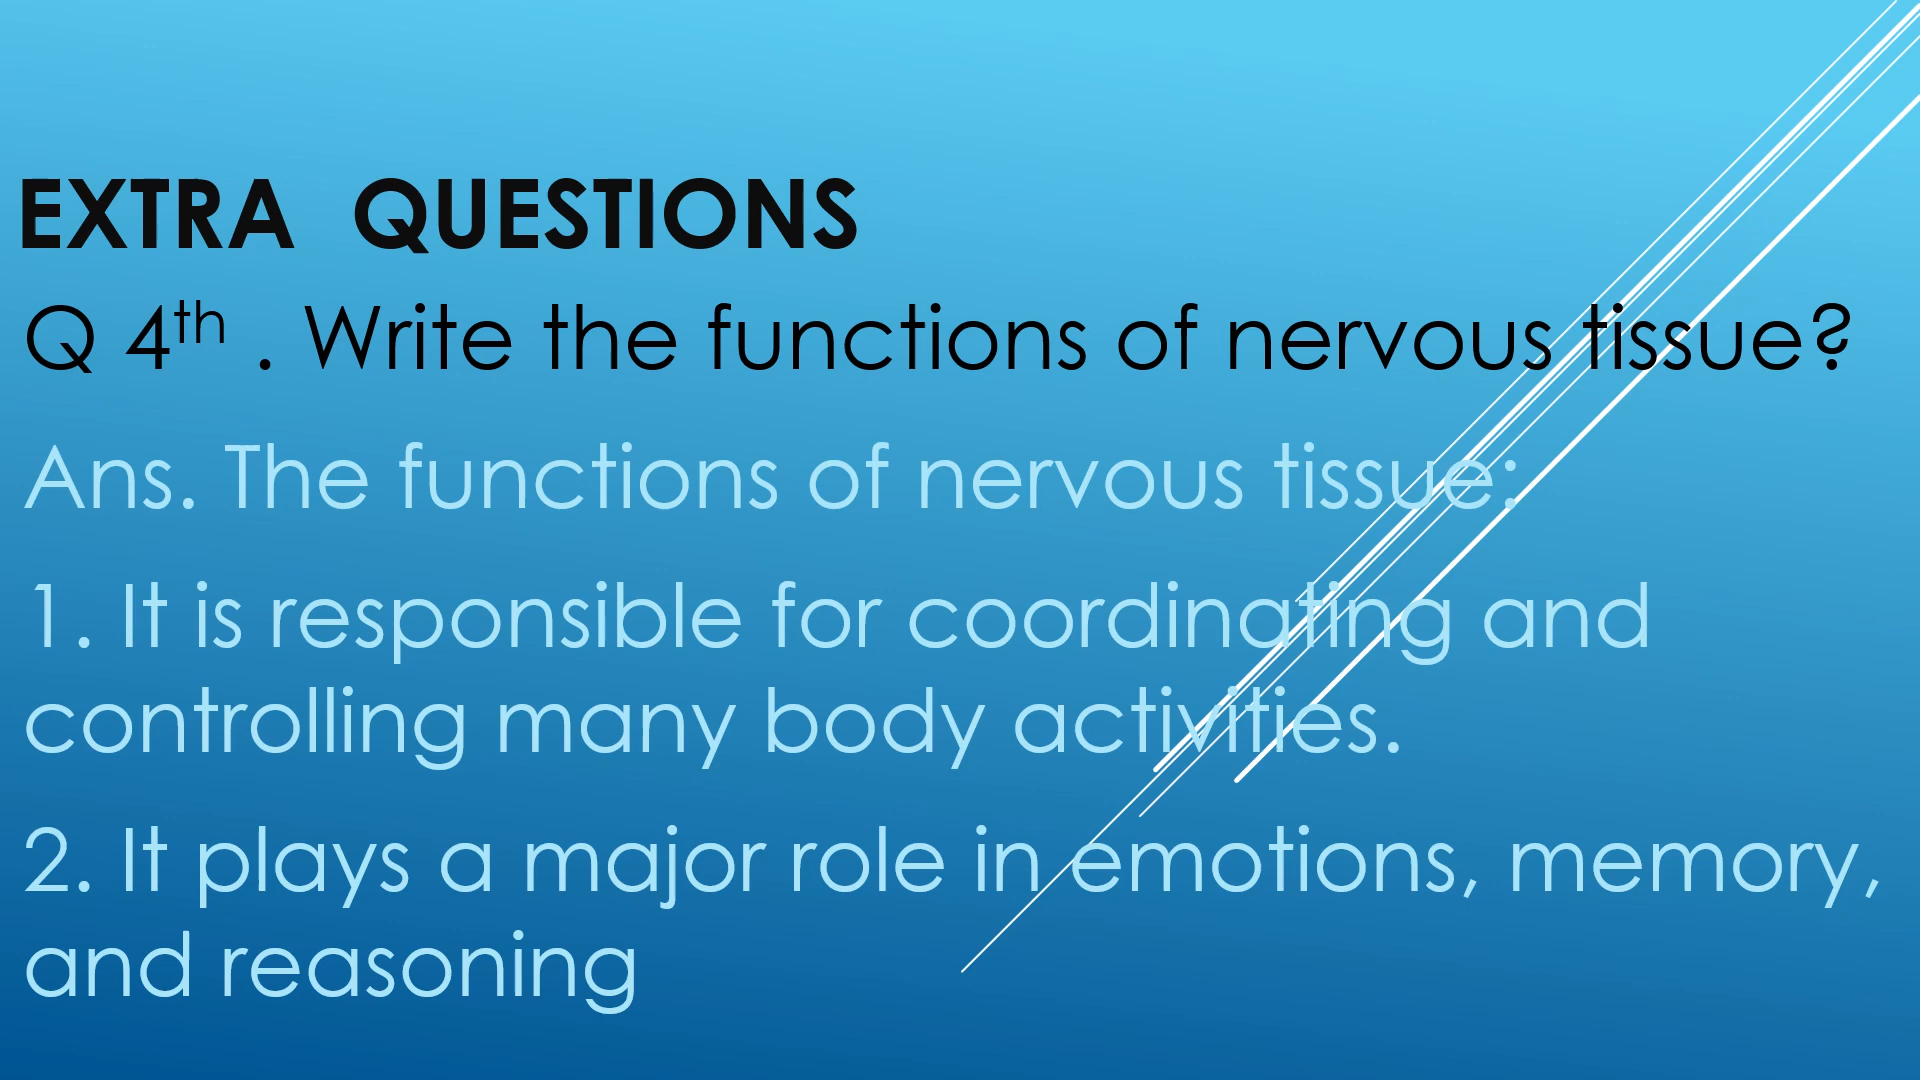 EXTRA QUESTIONS
Q 4th . Write the functions of nervous tissue?
Ans. The functions of nervous tissue:
1. It is responsible for coordinating and
controlling many body activities.
2. It plays a major role in emotions, memory,
and reasoning